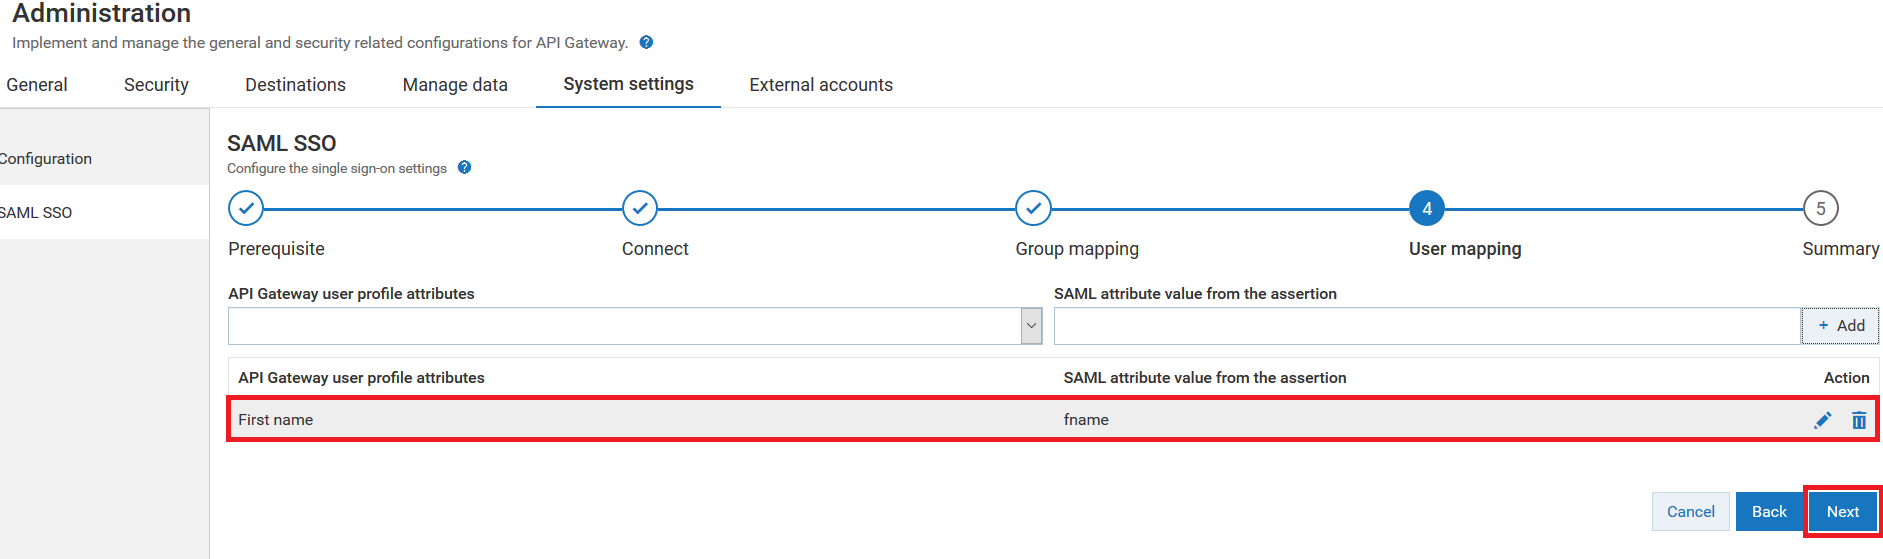 Administration
Implement and manage the general and security related configurations for API Gateway. ?
General Security Destinations Manage data System settings External accounts
Configuration
SAML SSO
SAML SSO
Configure the single sign-on settings ?
4 5
Prerequisite Connect Group mapping User mapping Summary
API Gateway user profile attributes SAML attribute value from the assertion
+ Add
API Gateway user profile attributes SAML attribute value from the assertion Action
First name fname
Cancel Back Next